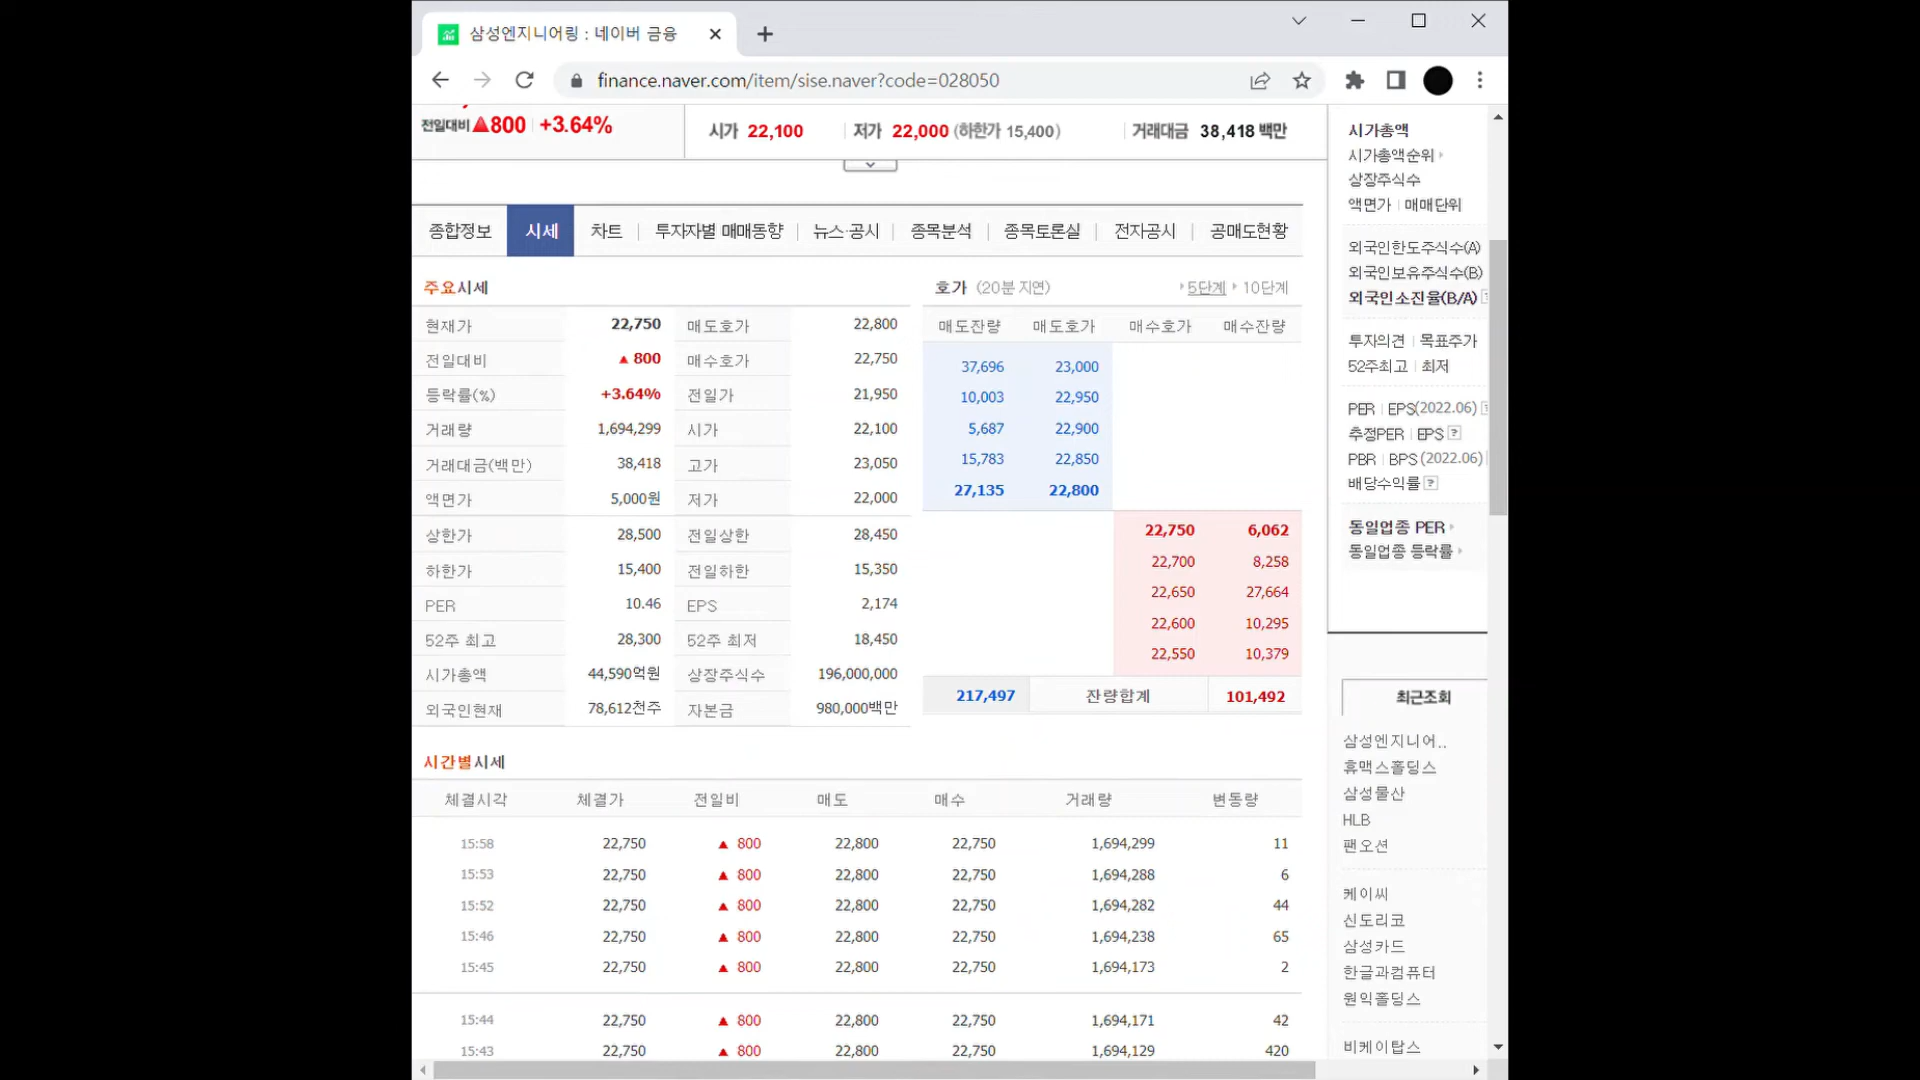 삼성엔지니어링 : 네이버 금융
finance.naver.com/item/sise.naver?code=028050
전일대비 ▲800 +3.64%
시가 22,100 저가 22,000 (하한가 15,400) 거래대금 38,418 백만
종합정보 시세 차트 투자자별 매매동향 뉴스·공시 종목분석 종목토론실 전자공시 공매도현황
주요시세
현재가 22,750 매도호가 22,800
전일대비 ▲ 800 매수호가 22,750
등락률(%) +3.64% 전일가 21,950
거래량 1,694,299 시가 22,100
거래대금(백만) 38,418 고가 23,050
액면가 5,000원 저가 22,000
상한가 28,500 전일상한 28,450
하한가 15,400 전일하한 15,350
PER 10.46 EPS 2,174
52주 최고 28,300 52주 최저 18,450
시가총액 44,590억원 상장주식수 196,000,000
외국인현재 78,612천주 자본금 980,000백만
호가 (20분 지연) 5단계 10단계
매도잔량 매도호가 매수호가 매수잔량
37,696 23,000
10,003 22,950
5,687 22,900
15,783 22,850
27,135 22,800
22,750 6,062
22,700 8,258
22,650 27,664
22,600 10,295
22,550 10,379
217,497 잔량합계 101,492
시간별시세
체결시각 체결가 전일비 매도 매수 거래량 변동량
15:58 22,750 ▲ 800 22,800 22,750 1,694,299 11
15:53 22,750 ▲ 800 22,800 22,750 1,694,288 6
15:52 22,750 ▲ 800 22,800 22,750 1,694,282 44
15:46 22,750 ▲ 800 22,800 22,750 1,694,238 65
15:45 22,750 ▲ 800 22,800 22,750 1,694,173 2
15:44 22,750 ▲ 800 22,800 22,750 1,694,171 42
15:43 22,750 ▲ 800 22,800 22,750 1,694,129 420
시가총액
시가총액순위
상장주식수
액면가 | 매매단위
외국인한도주식수(A)
외국인보유주식수(B)
외국인소진율(B/A) ?
투자의견 | 목표주가
52주최고 | 최저
PER | EPS(2022.06) ?
추정PER | EPS ?
PBR | BPS (2022.06)
배당수익률 ?
동일업종 PER
동일업종 등락률
최근조회
삼성엔지니어..
휴맥스홀딩스
삼성물산
HLB
팬오션
케이씨
신도리코
삼성카드
한글과컴퓨터
원익홀딩스
비케이탑스